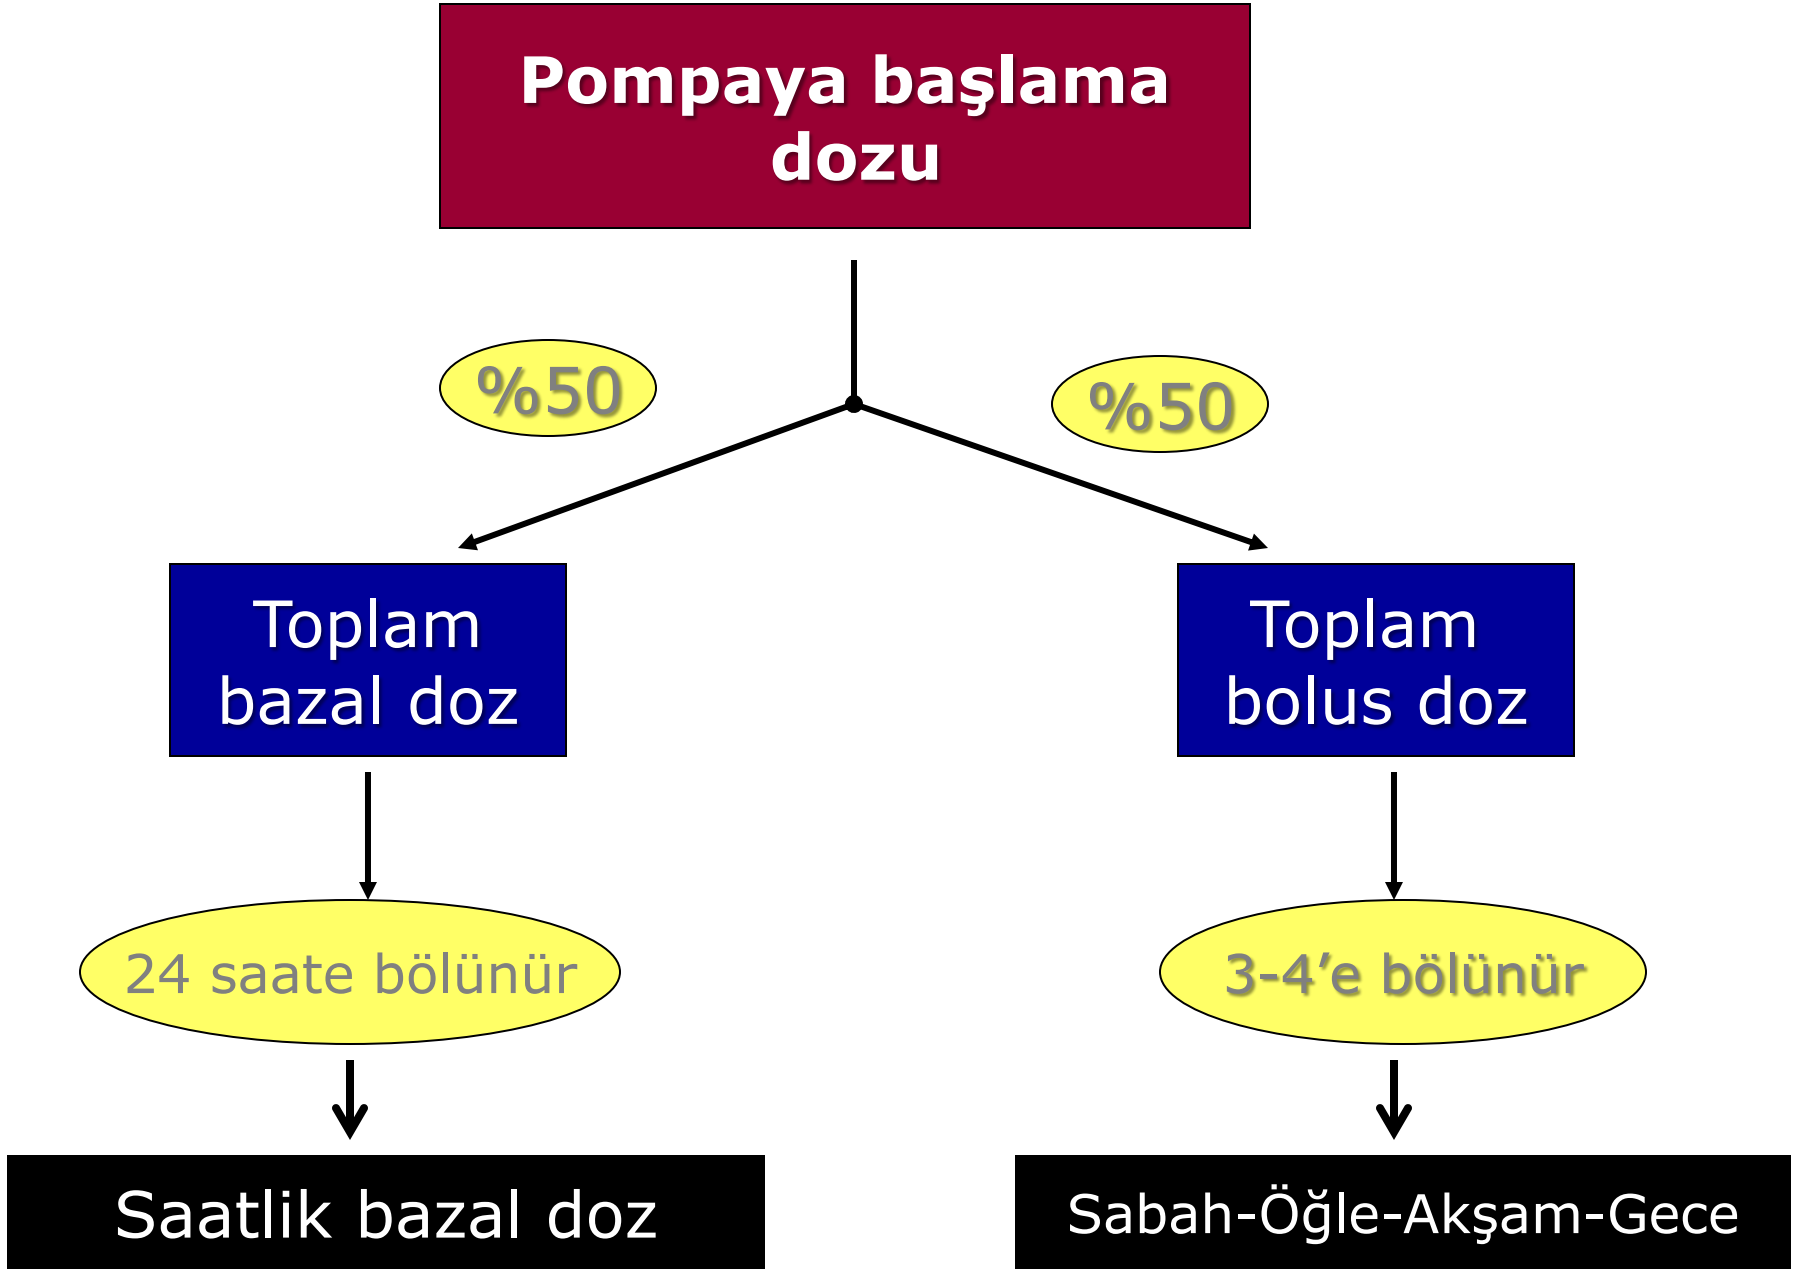 Pompaya başlama
dozu
%50
%50
Toplam
bazal doz
Toplam
bolus doz
24 saate bölünür
3-4’e bölünür
Saatlik bazal doz
Sabah-Öğle-Akşam-Gece